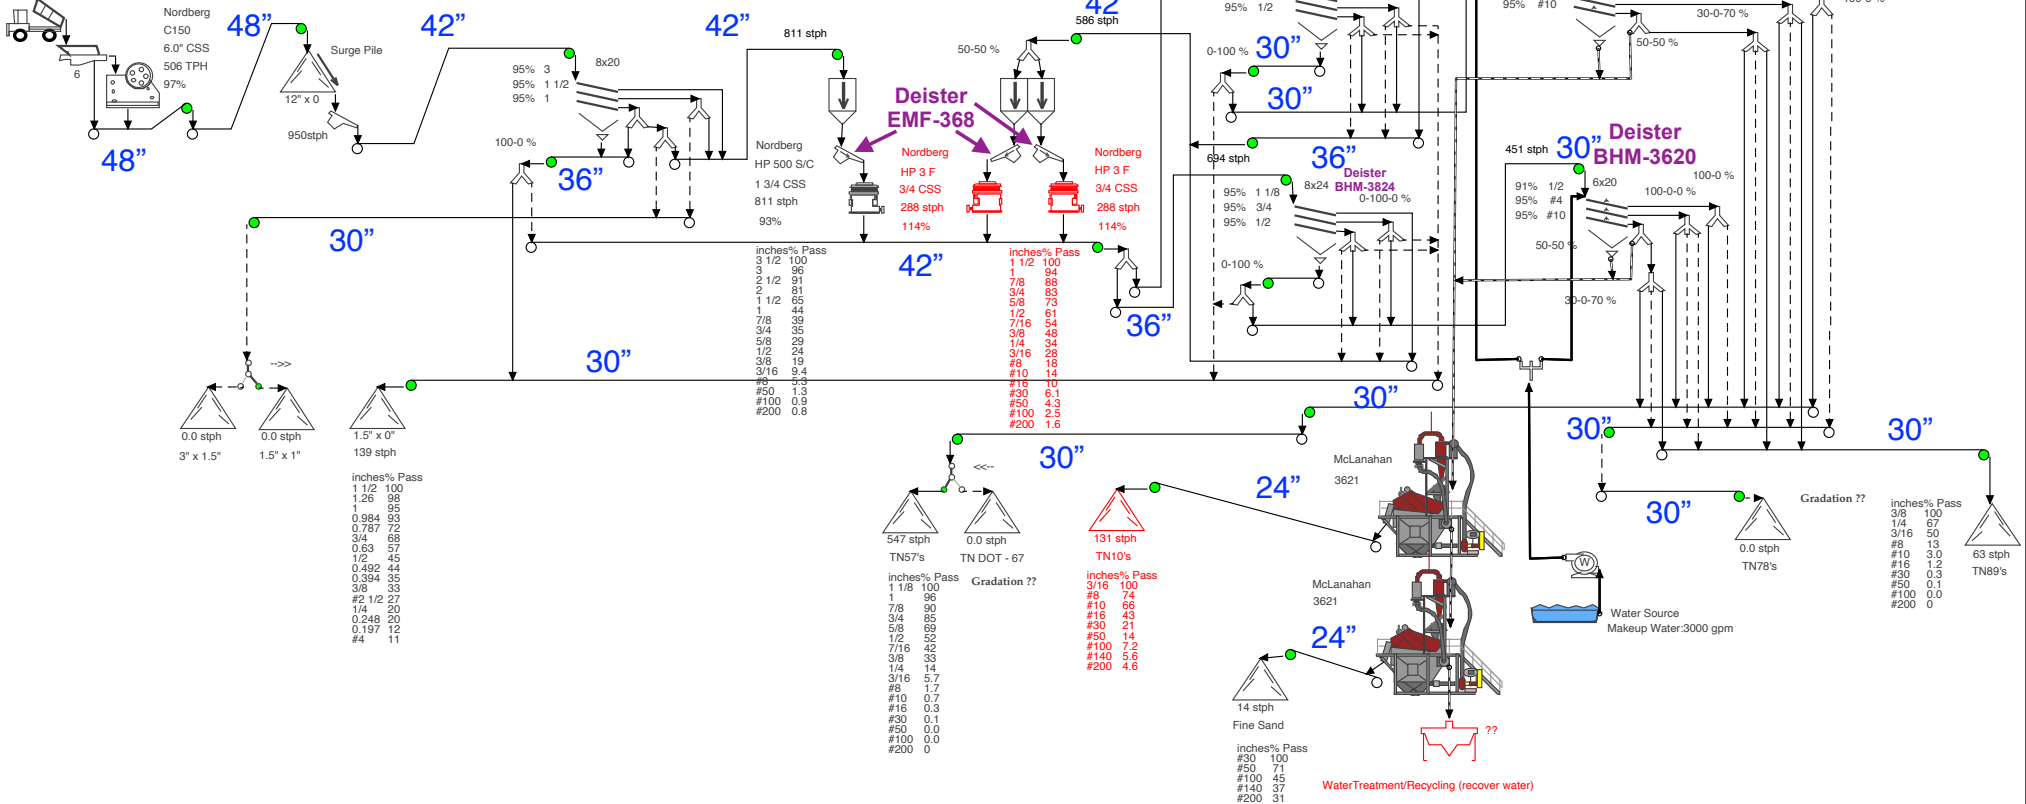 Nordberg
C150
6.0" CSS
506 TPH
97%
6
48”
48”
Surge Pile
12" x 0
950stph
42”
95% 3
95% 1 1/2
95% 1
8x20
100-0 %
36”
30”
42”
811 stph
Nordberg
HP 500 S/C
1 3/4 CSS
811 stph
93%
Deister
EMF-368
50-50 %
42
586 stph
Nordberg
HP 3 F
3/4 CSS
288 stph
114%
Nordberg
HP 3 F
3/4 CSS
288 stph
114%
42”
inches% Pass
3 1/2 100
3 96
2 1/2 91
2 81
1 1/2 65
1 44
7/8 39
3/4 35
5/8 29
1/2 24
3/8 19
3/16 9.4
#8 5.3
#50 1.3
#100 0.9
#200 0.8
inches% Pass
1 1/2 100
1 94
7/8 88
3/4 83
5/8 73
1/2 61
7/16 54
3/8 48
1/4 34
3/16 28
#8 18
#10 14
#16 10
#30 6.1
#50 4.3
#100 2.5
#200 1.6
95% 1/2
0-100 %
30”
30”
36”
694 stph
Deister
BHM-3824
8x24
0-100-0 %
95% 1 1/8
95% 3/4
95% 1/2
0-100 %
36”
95% #10
30-0-70 %
50-50 %
451 stph
30”
Deister
BHM-3620
6x20
91% 1/2
95% #4
95% #10
100-0-0 %
100-0 %
50-50 %
30-0-70 %
-->>
0.0 stph
3" x 1.5"
0.0 stph
1.5" x 1"
1.5" x 0"
139 stph
30”
inches% Pass
1 1/2 100
1.26 98
1 95
0.984 93
0.787 72
3/4 68
0.63 57
1/2 45
0.492 44
0.394 35
3/8 33
#2 1/2 27
1/4 20
0.248 20
0.197 12
#4 11
30”
30”
<<--
547 stph
TN57's
0.0 stph
TN DOT - 67
Gradation ??
inches% Pass
1 1/8 100
1 96
7/8 90
3/4 85
5/8 69
1/2 52
7/16 42
3/8 33
1/4 14
3/16 5.7
#8 1.7
#10 0.7
#16 0.3
#30 0.1
#50 0.0
#100 0.0
#200 0
131 stph
TN10's
inches% Pass
3/16 100
#8 74
#10 66
#16 43
#30 21
#50 14
#100 7.2
#140 5.6
#200 4.6
24”
McLanahan
3621
McLanahan
3621
24”
14 stph
Fine Sand
inches% Pass
#30 100
#50 71
#100 45
#140 37
#200 31
??
WaterTreatment/Recycling (recover water)
W
Water Source
Makeup Water:3000 gpm
30”
30”
30”
0.0 stph
TN78's
Gradation ??
inches% Pass
3/8 100
1/4 67
3/16 50
#8 13
#10 3.0
#16 1.2
#30 0.3
#50 0.1
#100 0.0
#200 0
63 stph
TN89's